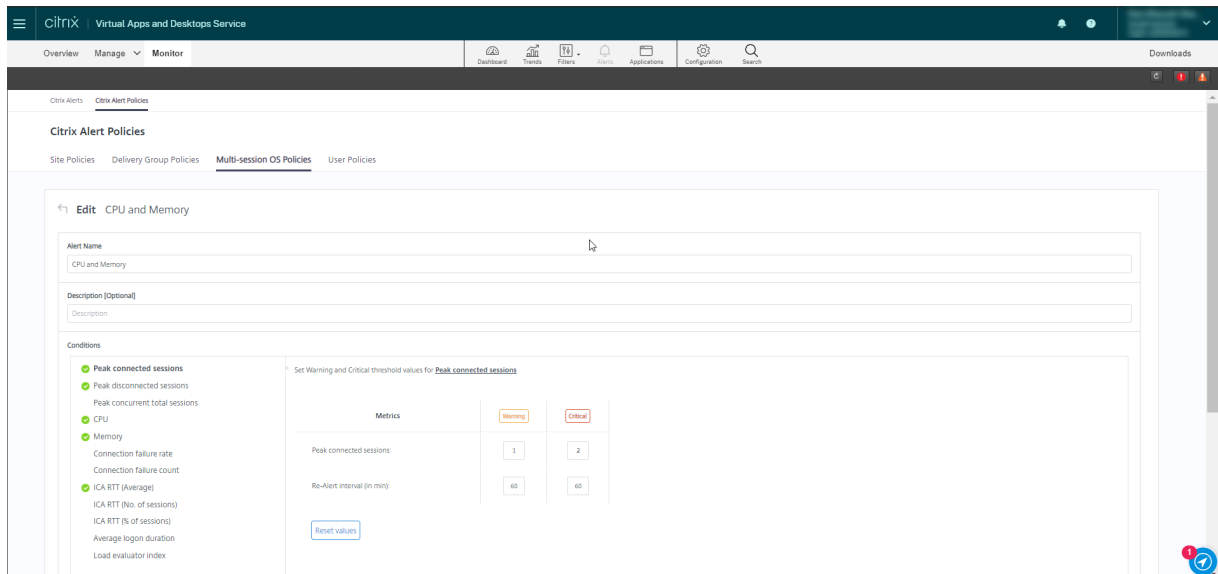 citrix | Virtual Apps and Desktops Service
Overview Manage Monitor Dashboard Trends Filters Alerts Applications Configuration Search Downloads
Citrix Alerts Citrix Alert Policies
Citrix Alert Policies
Site Policies Delivery Group Policies Multi-session OS Policies User Policies
Edit CPU and Memory
Alert Name
CPU and Memory
Description [Optional]
Description
Conditions
Peak connected sessions
Peak disconnected sessions
Peak concurrent total sessions
CPU
Memory
Connection failure rate
Connection failure count
ICA RTT (Average)
ICA RTT (No. of sessions)
ICA RTT (% of sessions)
Average logon duration
Load evaluator index
Set Warning and Critical threshold values for Peak connected sessions
Metrics Warning Critical
Peak connected sessions: 1 2
Re-Alert interval (in min): 60 60
Reset values
1